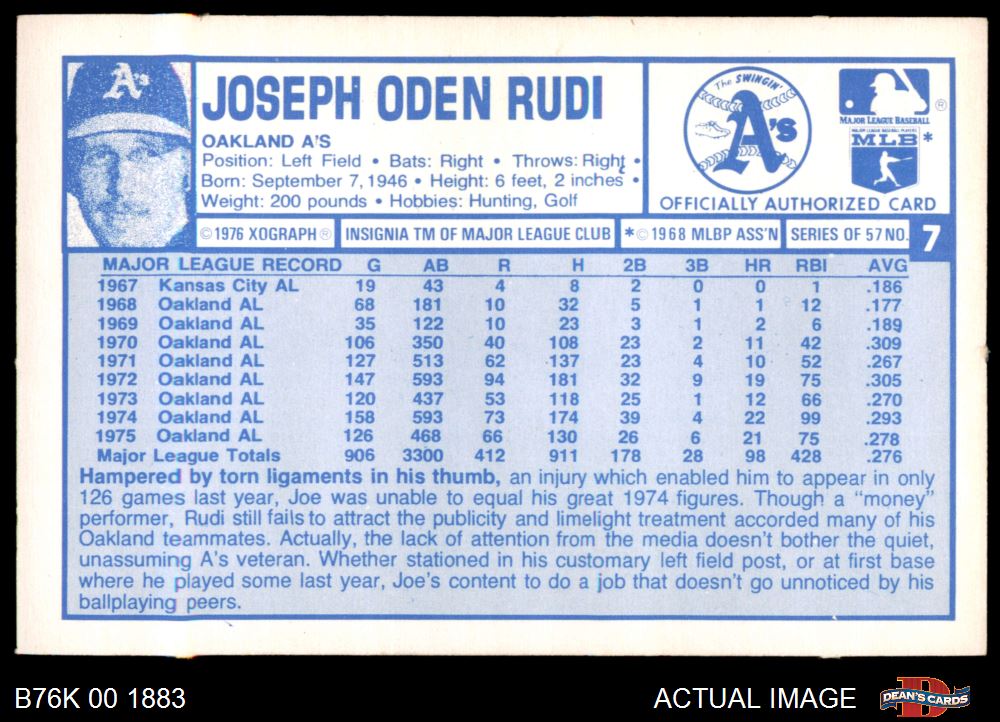 A's
JOSEPH ODEN RUDI
OAKLAND A'S
Position: Left Field • Bats: Right • Throws: Right •
Born: September 7, 1946 • Height: 6 feet, 2 inches •
Weight: 200 pounds • Hobbies: Hunting, Golf
The SWINGIN'
A's
®
MAJOR LEAGUE BASEBALL
MAJOR LEAGUE BASEBALL PLAYERS
MLB *
OFFICIALLY AUTHORIZED CARD
© 1976 XOGRAPH ® INSIGNIA TM OF MAJOR LEAGUE CLUB * © 1968 MLBP ASS'N SERIES OF 57 NO. 7
MAJOR LEAGUE RECORD G AB R H 2B 3B HR RBI AVG
1967 Kansas City AL 19 43 4 8 2 0 0 1 .186
1968 Oakland AL 68 181 10 32 5 1 1 12 .177
1969 Oakland AL 35 122 10 23 3 1 2 6 .189
1970 Oakland AL 106 350 40 108 23 2 11 42 .309
1971 Oakland AL 127 513 62 137 23 4 10 52 .267
1972 Oakland AL 147 593 94 181 32 9 19 75 .305
1973 Oakland AL 120 437 53 118 25 1 12 66 .270
1974 Oakland AL 158 593 73 174 39 4 22 99 .293
1975 Oakland AL 126 468 66 130 26 6 21 75 .278
Major League Totals 906 3300 412 911 178 28 98 428 .276
Hampered by torn ligaments in his thumb, an injury which enabled him to appear in only
126 games last year, Joe was unable to equal his great 1974 figures. Though a "money"
performer, Rudi still fails to attract the publicity and limelight treatment accorded many of his
Oakland teammates. Actually, the lack of attention from the media doesn't bother the quiet,
unassuming A's veteran. Whether stationed in his customary left field post, or at first base
where he played some last year, Joe's content to do a job that doesn't go unnoticed by his
ballplaying peers.
B76K 00 1883
ACTUAL IMAGE
D
DEAN'S CARDS